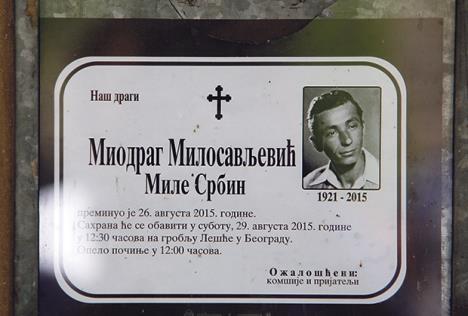 Наш драги
Миодраг Милосављевић
Миле Србин
1921 - 2015
преминуо је 26. августа 2015. године.
Сахрана ће се обавити у суботу, 29. августа 2015. године
у 12:30 часова на гробљу Лешће у Београду.
Опело почиње у 12:00 часова.
Ожалошћени:
комшије и пријатељи